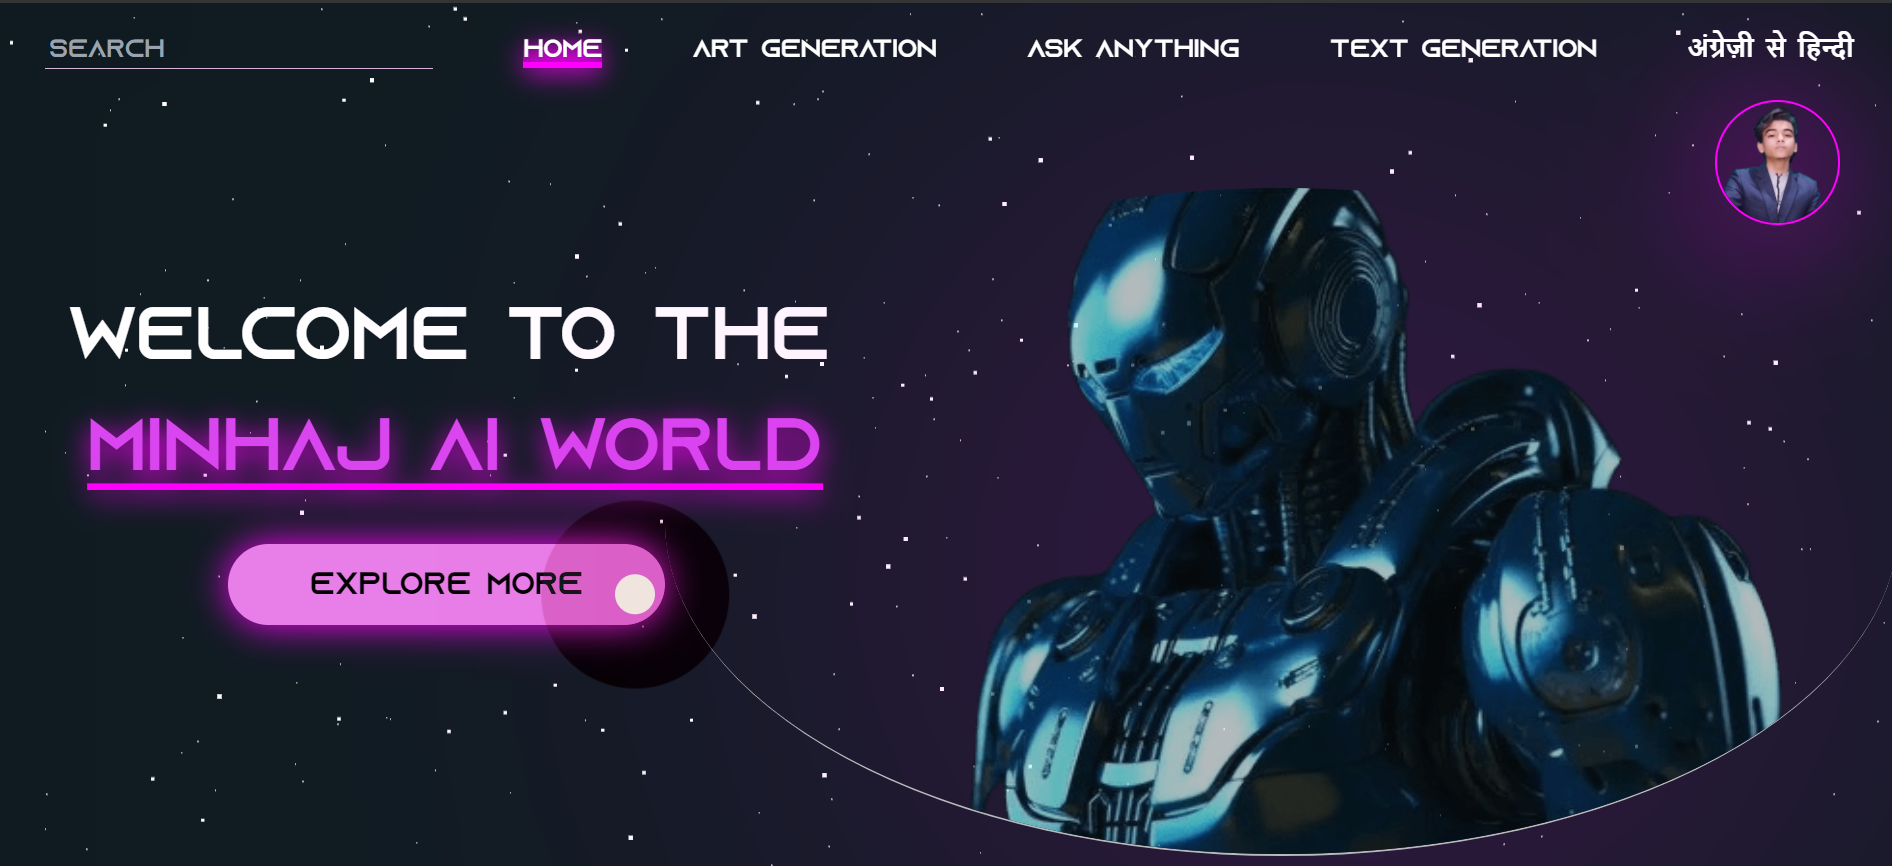 SEARCH
HOME
ART GENERATION
ASK ANYTHING
TEXT GENERATION
अंग्रेज़ी से हिन्दी
WELCOME TO THE
MINHAJ AI WORLD
EXPLORE MORE